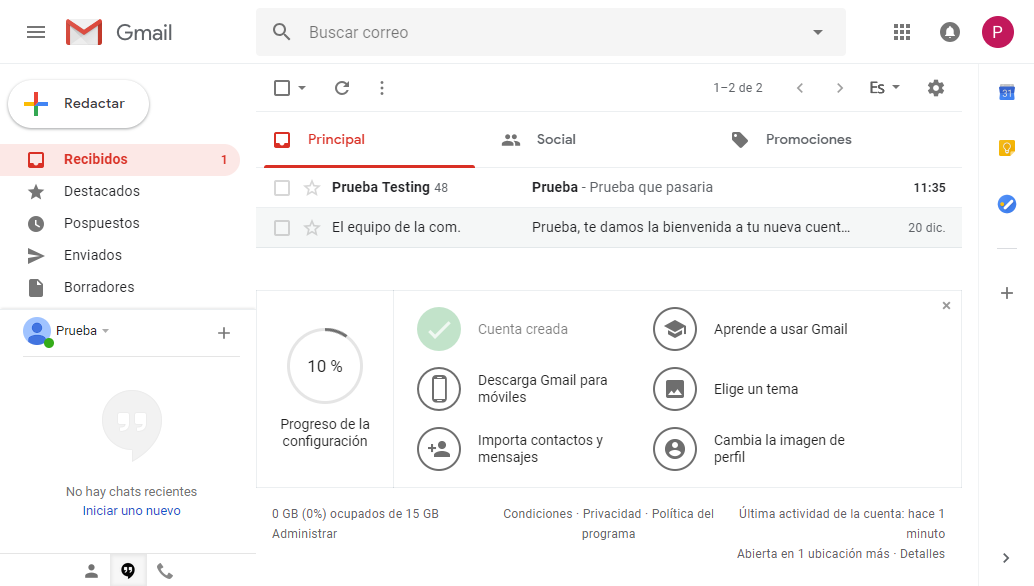 Gmail
Buscar correo
P
Redactar
1–2 de 2
Es
31
Recibidos 1
Destacados
Pospuestos
Enviados
Borradores
Principal
Social
Promociones
Prueba Testing 48 Prueba - Prueba que pasaria 11:35
El equipo de la com. Prueba, te damos la bienvenida a tu nueva cuent... 20 dic.
Prueba
No hay chats recientes
Iniciar uno nuevo
10 %
Progreso de la
configuración
Cuenta creada
Aprende a usar Gmail
Descarga Gmail para
móviles
Elige un tema
Importa contactos y
mensajes
Cambia la imagen de
perfil
0 GB (0%) ocupados de 15 GB
Administrar
Condiciones · Privacidad · Política del
programa
Última actividad de la cuenta: hace 1
minuto
Abierta en 1 ubicación más · Detalles